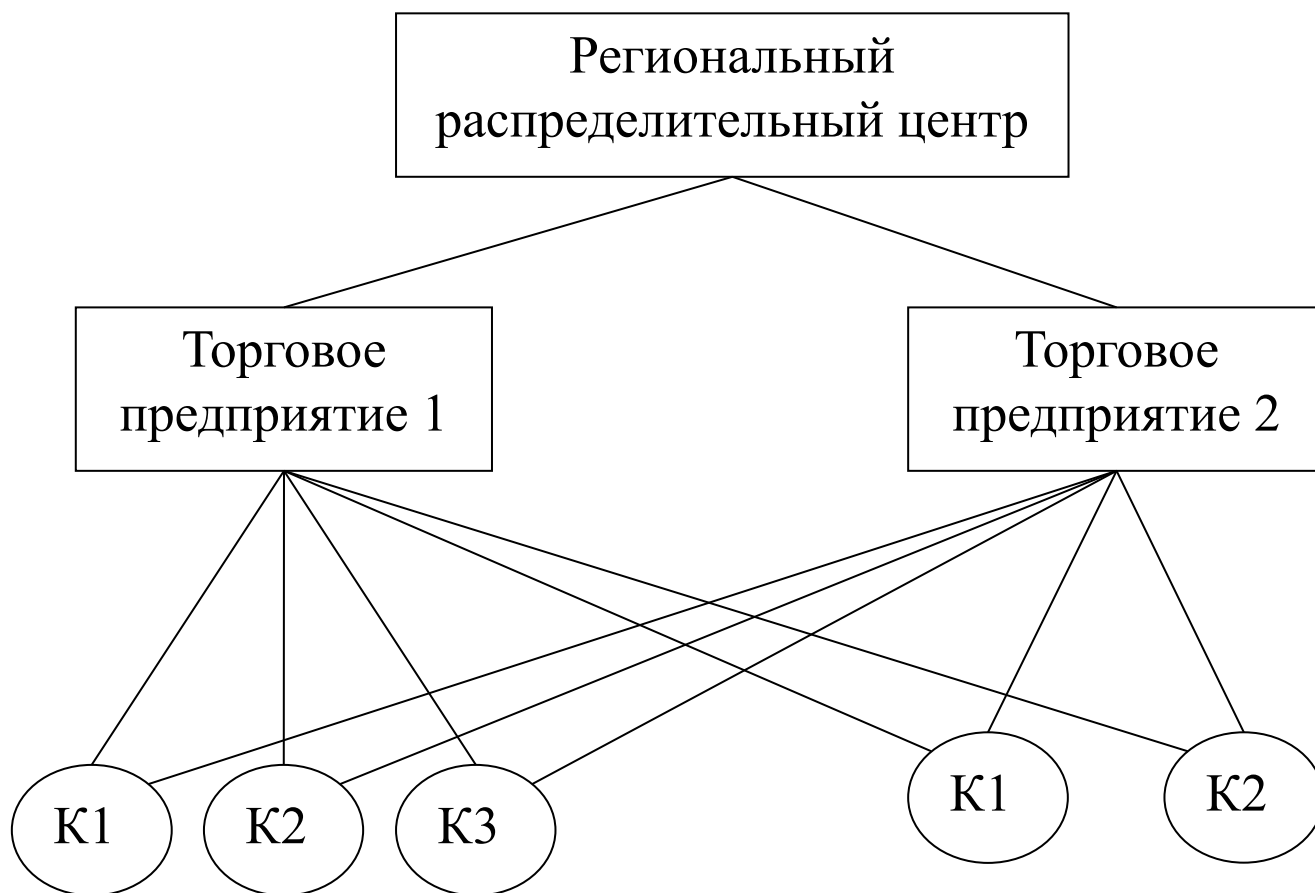 Региональный
распределительный центр
Торговое
предприятие 1
Торговое
предприятие 2
К1
К2
К3
К1
К2